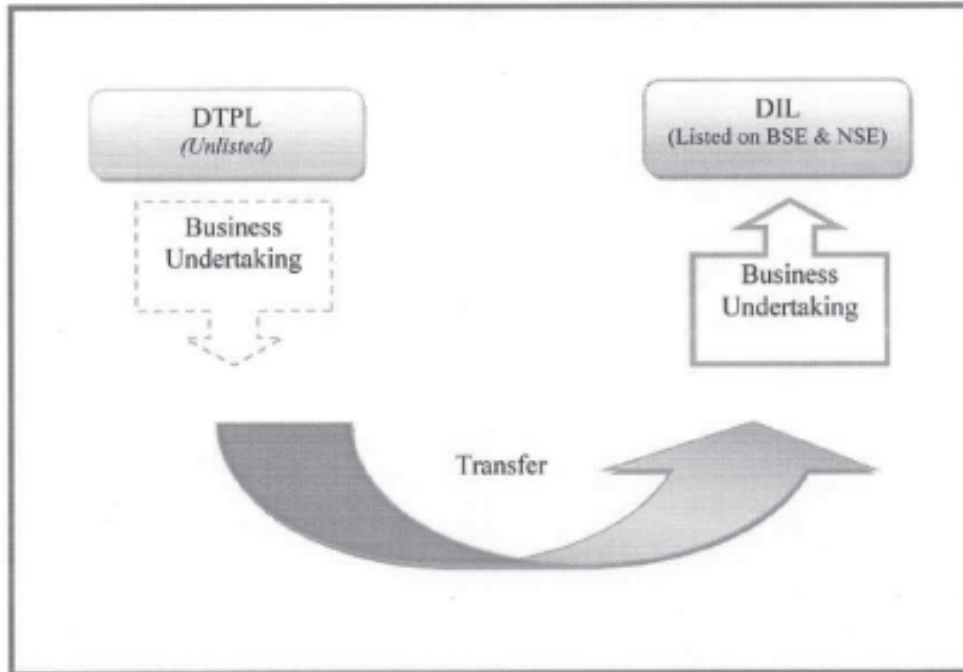 DTPL
(Unlisted)
Business
Undertaking
DIL
(Listed on BSE & NSE)
Business
Undertaking
Transfer